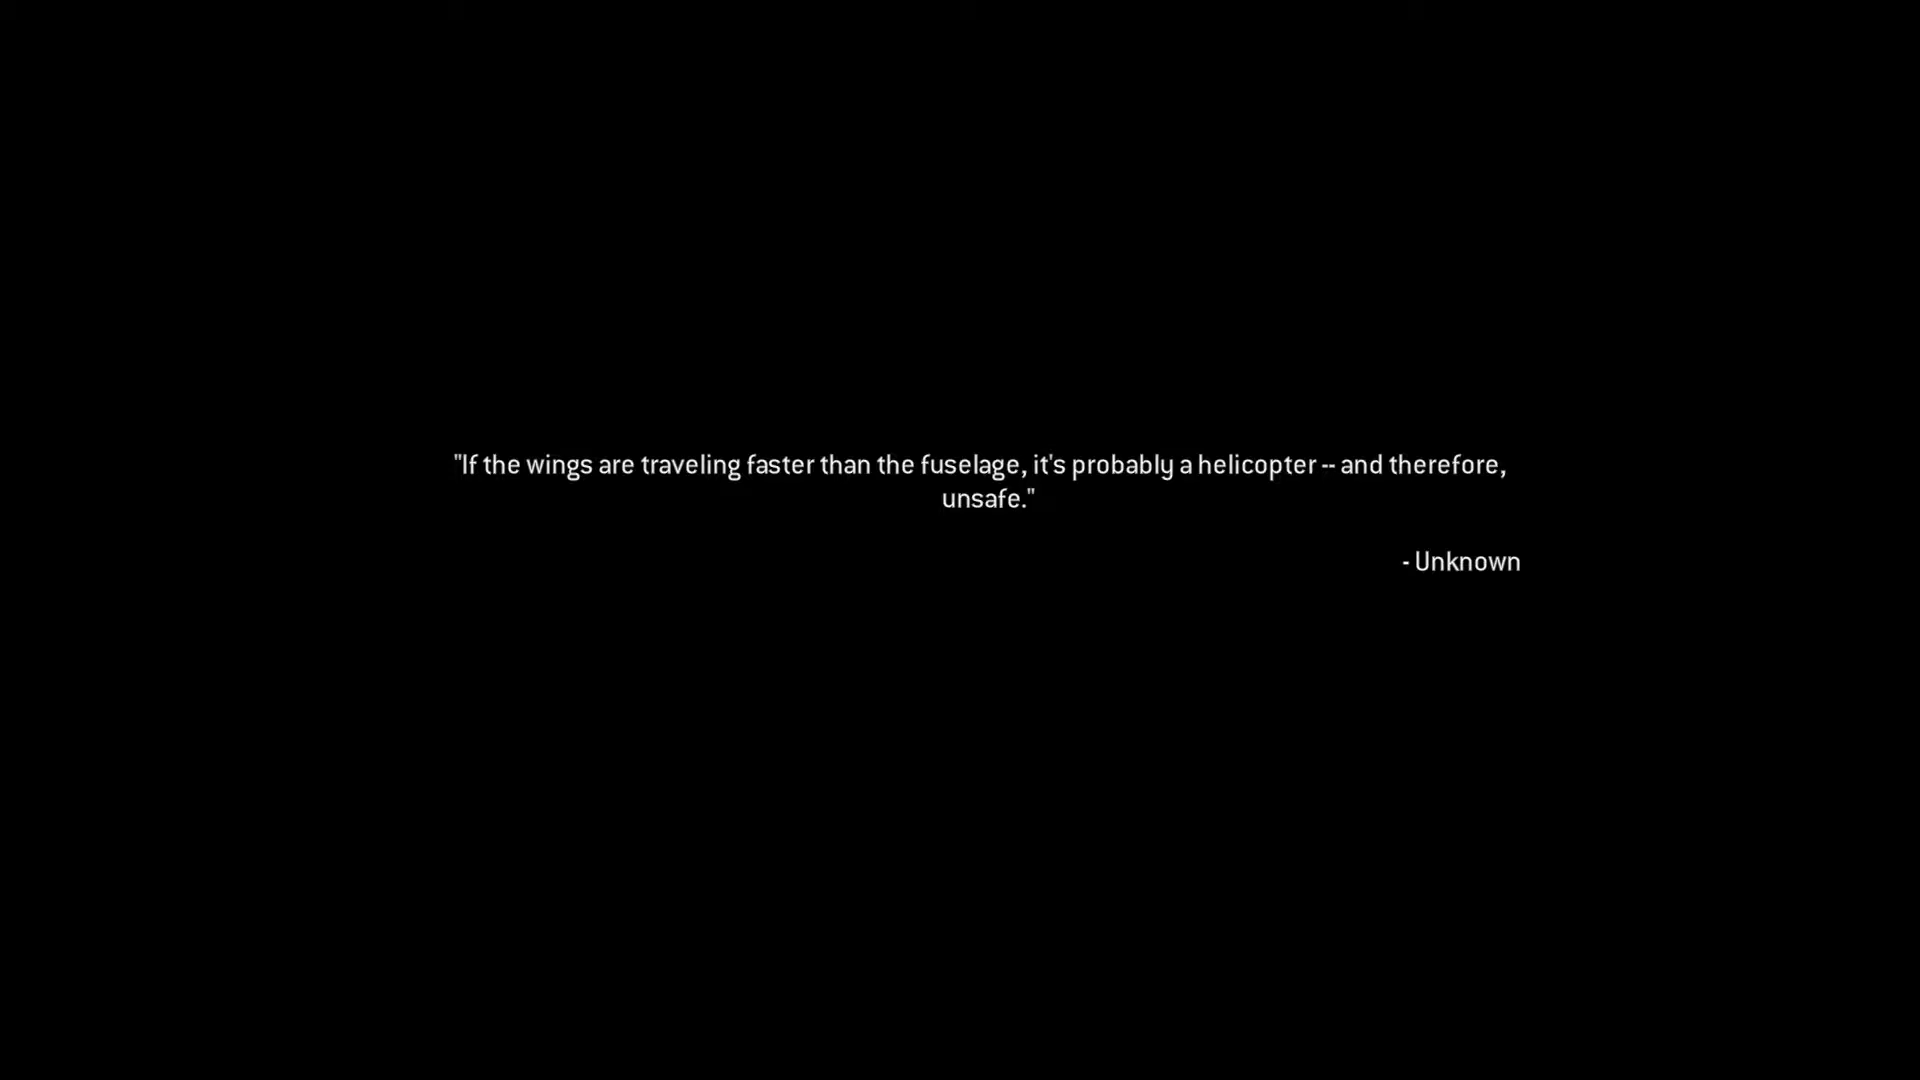 "If the wings are traveling faster than the fuselage, it's probably a helicopter -- and therefore,
unsafe."
- Unknown